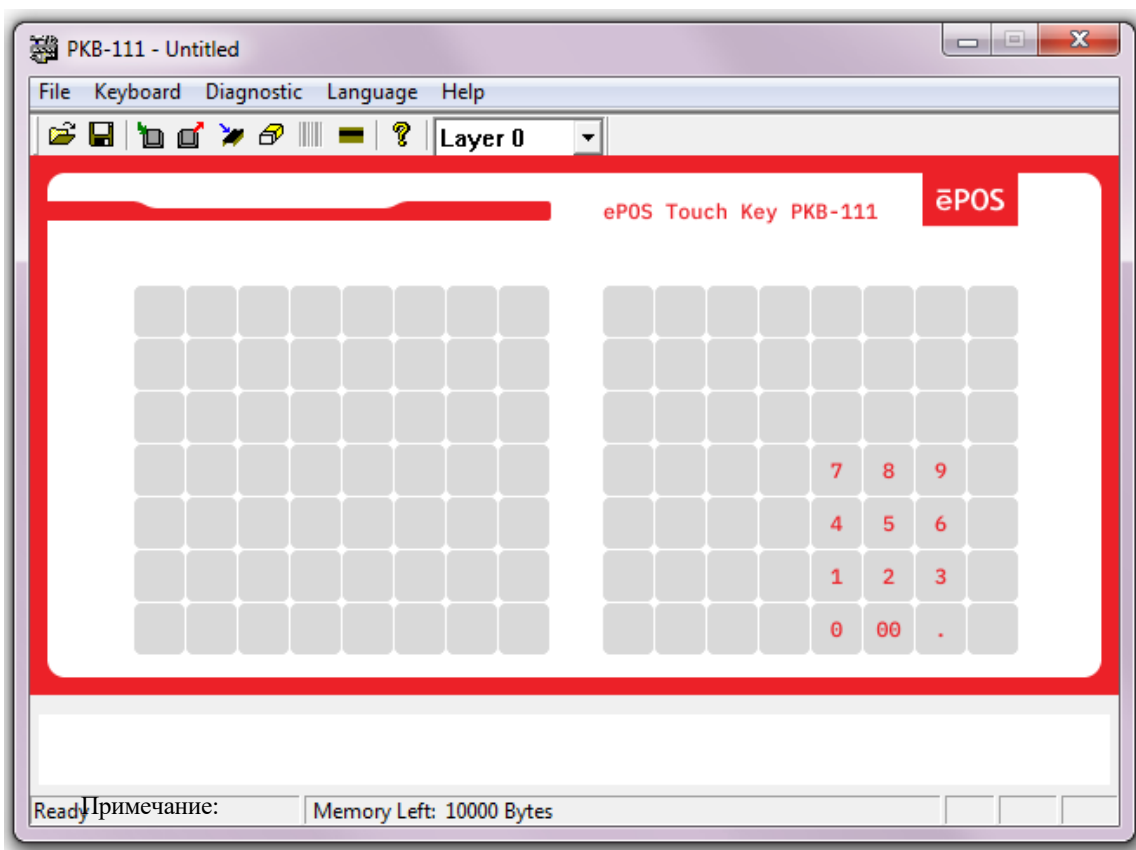 PKB-111 - Untitled
File Keyboard Diagnostic Language Help
Layer 0
ePOS Touch Key PKB-111
ēPOS
7 8 9
4 5 6
1 2 3
0 00 .
Ready Примечание: Memory Left: 10000 Bytes